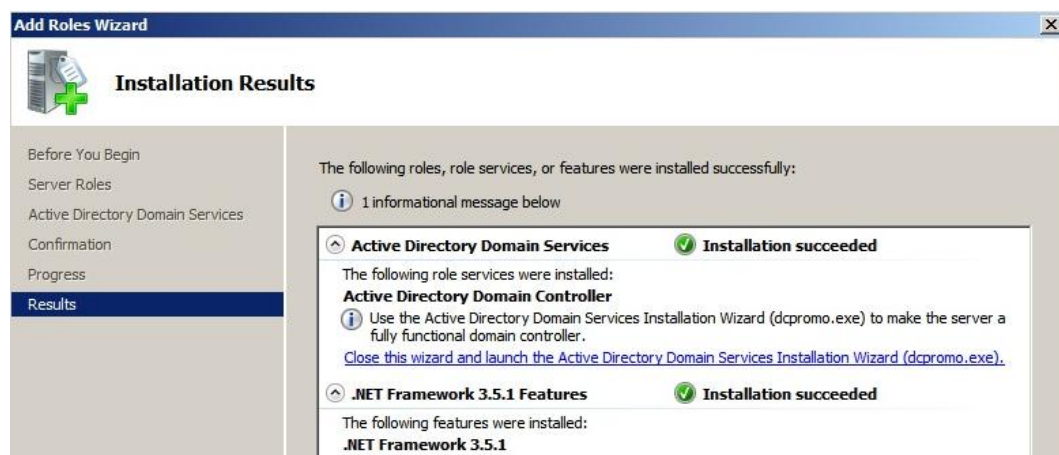 Add Roles Wizard
Installation Results
Before You Begin
Server Roles
Active Directory Domain Services
Confirmation
Progress
Results
The following roles, role services, or features were installed successfully:
1 informational message below
Active Directory Domain Services Installation succeeded
The following role services were installed:
Active Directory Domain Controller
Use the Active Directory Domain Services Installation Wizard (dcpromo.exe) to make the server a
fully functional domain controller.
Close this wizard and launch the Active Directory Domain Services Installation Wizard (dcpromo.exe).
.NET Framework 3.5.1 Features Installation succeeded
The following features were installed:
.NET Framework 3.5.1